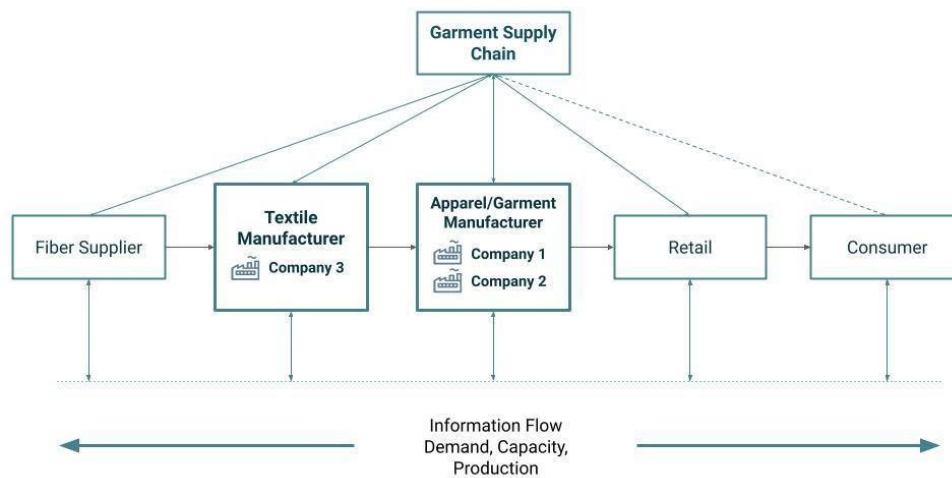 Garment Supply
Chain
Fiber Supplier
Textile
Manufacturer
Company 3
Apparel/Garment
Manufacturer
Company 1
Company 2
Retail
Consumer
Information Flow
Demand, Capacity,
Production